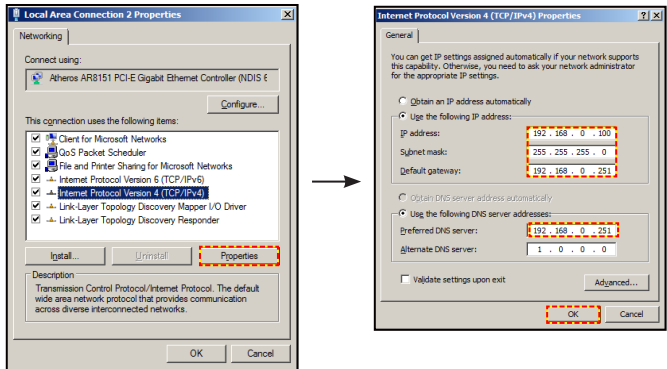 Local Area Connection 2 Properties
Networking
Connect using:
Atheros AR8151 PCI-E Gigabit Ethernet Controller (NDIS 6
Configure...
This connection uses the following items:
Client for Microsoft Networks
QoS Packet Scheduler
File and Printer Sharing for Microsoft Networks
Internet Protocol Version 6 (TCP/IPv6)
Internet Protocol Version 4 (TCP/IPv4)
Link-Layer Topology Discovery Mapper I/O Driver
Link-Layer Topology Discovery Responder
Install... Uninstall Properties
Description
Transmission Control Protocol/Internet Protocol. The default
wide area network protocol that provides communication
across diverse interconnected networks.
OK Cancel
Internet Protocol Version 4 (TCP/IPv4) Properties
General
You can get IP settings assigned automatically if your network supports
this capability. Otherwise, you need to ask your network administrator
for the appropriate IP settings.
Obtain an IP address automatically
Use the following IP address:
IP address: 192 . 168 . 0 . 100
Subnet mask: 255 . 255 . 255 . 0
Default gateway: 192 . 168 . 0 . 251
Obtain DNS server address automatically
Use the following DNS server addresses:
Preferred DNS server: 192 . 168 . 0 . 251
Alternate DNS server: 1 . 0 . 0 . 0
Validate settings upon exit
Advanced...
OK Cancel